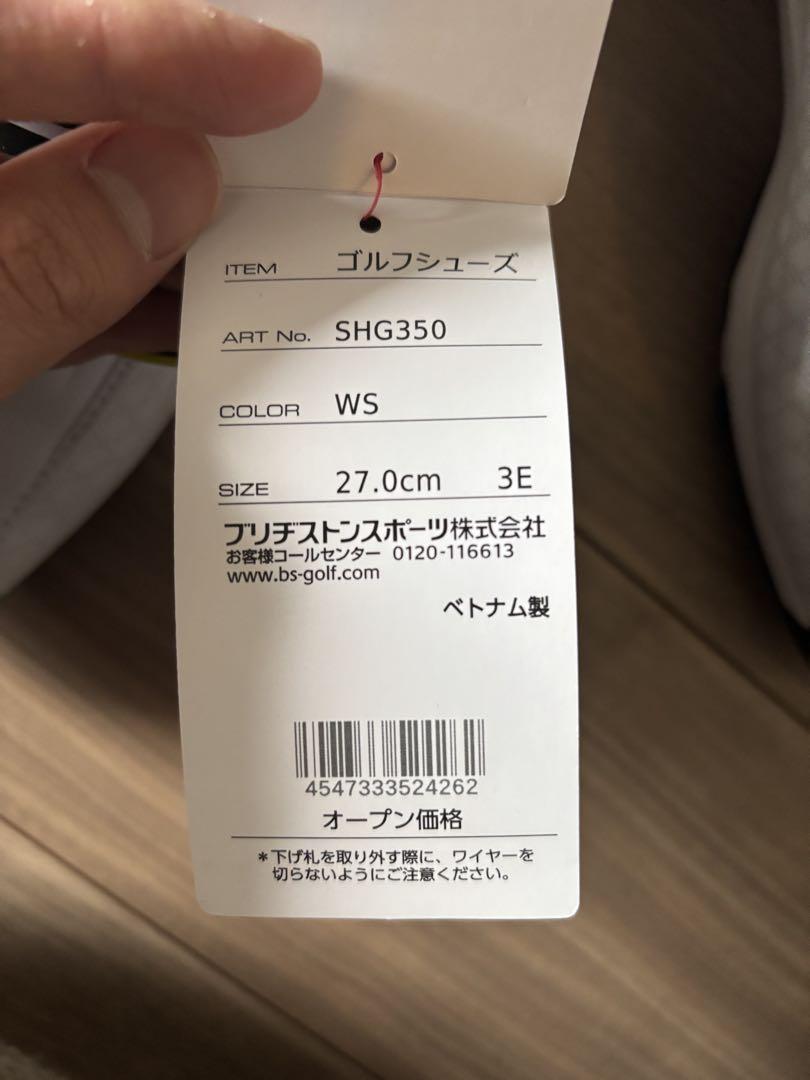 ITEM ゴルフシューズ
ART No. SHG350
COLOR WS
SIZE 27.0cm 3E
ブリヂストンスポーツ株式会社
お客様コールセンター 0120-116613
www.bs-golf.com
ベトナム製
4547333524262
オープン価格
*下げ札を取り外す際に、ワイヤーを
切らないようにご注意ください。